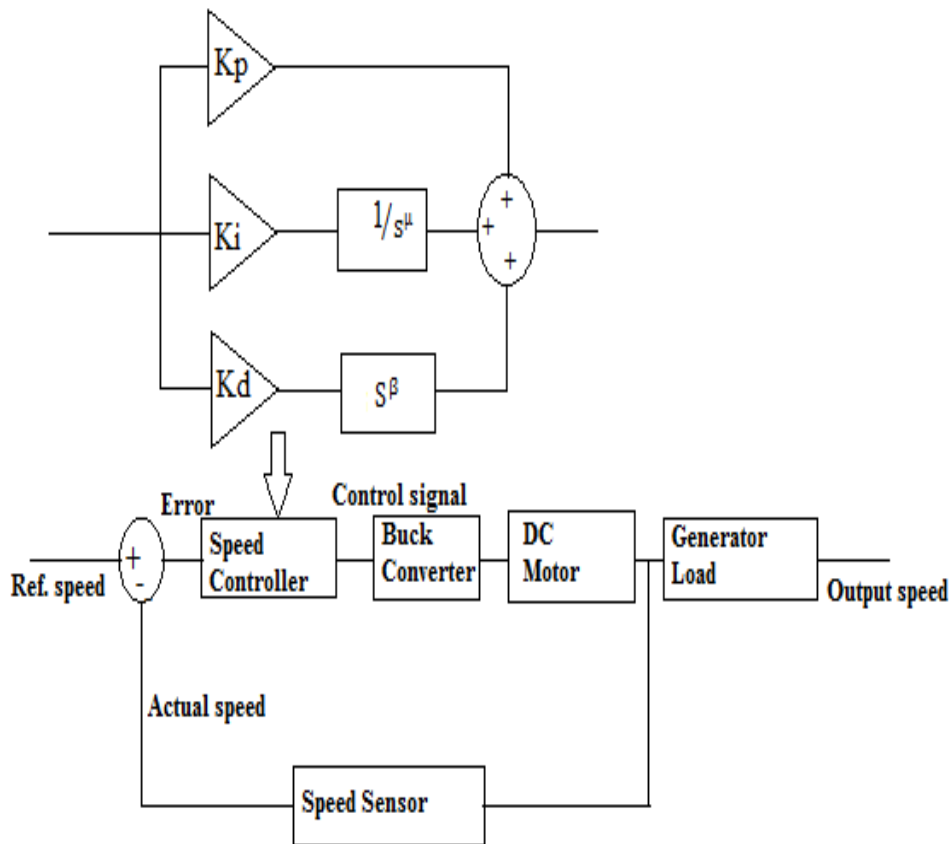 Kp
+
Ki
1/s^μ
+
+
Kd
S^β
Error
Control signal
+
-
Speed
Controller
Buck
Converter
DC
Motor
Generator
Load
Ref. speed
Output speed
Actual speed
Speed Sensor